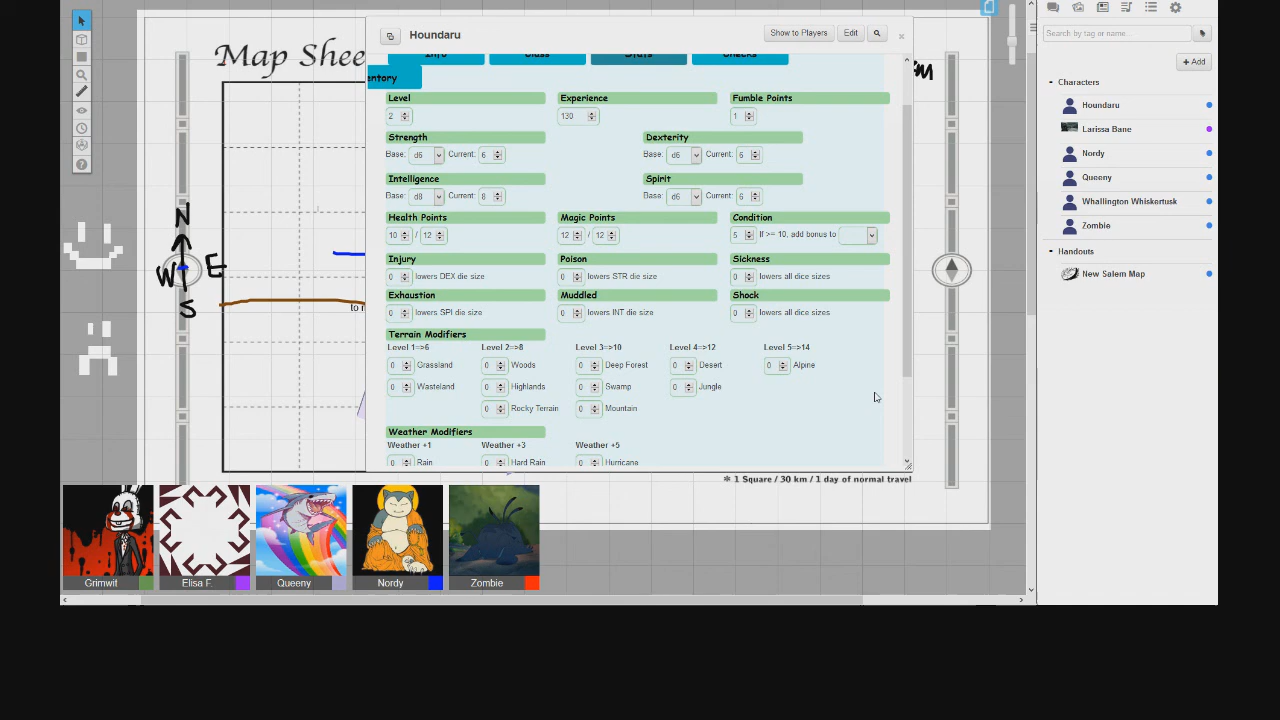 Houndaru
Show to Players Edit
Map Shee
Info Class Stats Checks
entory
Level Experience Fumble Points
2 130 1
Strength Dexterity
Base: d6 Current: 6 Base: d6 Current: 6
Intelligence Spirit
Base: d8 Current: 8 Base: d6 Current: 6
Health Points Magic Points Condition
10 / 12 12 / 12 5 If >= 10, add bonus to
Injury Poison Sickness
0 lowers DEX die size 0 lowers STR die size 0 lowers all dice sizes
Exhaustion Muddled Shock
0 lowers SPI die size 0 lowers INT die size 0 lowers all dice sizes
Terrain Modifiers
Level 1=>6 Level 2=>8 Level 3=>10 Level 4=>12 Level 5=>14
0 Grassland 0 Woods 0 Deep Forest 0 Desert 0 Alpine
0 Wasteland 0 Highlands 0 Swamp 0 Jungle
0 Rocky Terrain 0 Mountain
Weather Modifiers
Weather +1 Weather +3 Weather +5
0 Rain 0 Hard Rain 0 Hurricane
N
W E
S
※ 1 Square / 30 km / 1 day of normal travel
Grimwit Elisa F. Queeny Nordy Zombie
Search by tag or name...
+ Add
Characters
Houndaru
Larissa Bane
Nordy
Queeny
Whallington Whiskertusk
Zombie
Handouts
New Salem Map